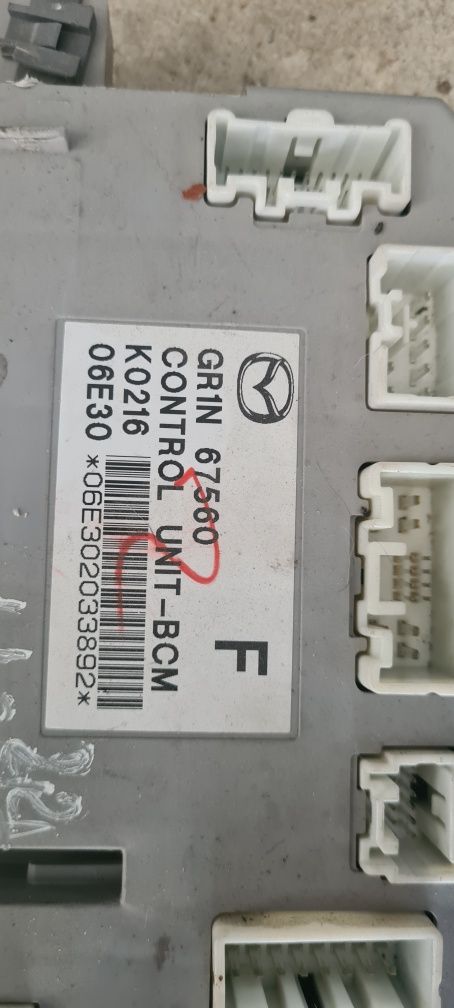 GR1N 67560
CONTROL UNIT-BCM
K0216
06E30 *06E302033892*
F